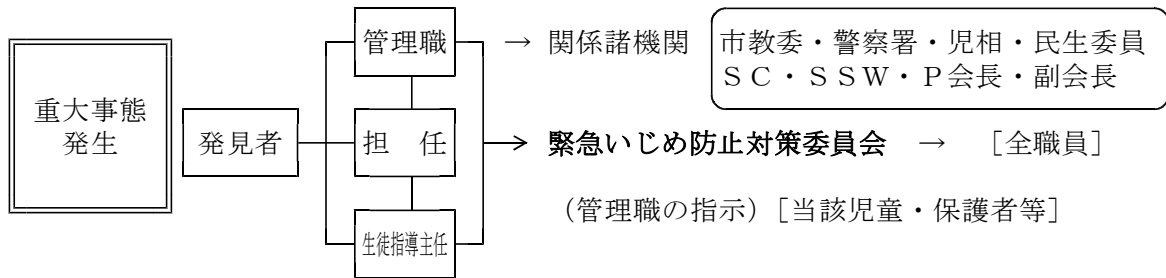 管理職 → 関係諸機関 市教委・警察署・児相・民生委員
ＳＣ・ＳＳＷ・Ｐ会長・副会長
重大事態
発生
発見者 担　任 緊急いじめ防止対策委員会 → ［全職員］
（管理職の指示）［当該児童・保護者等］
生徒指導主任